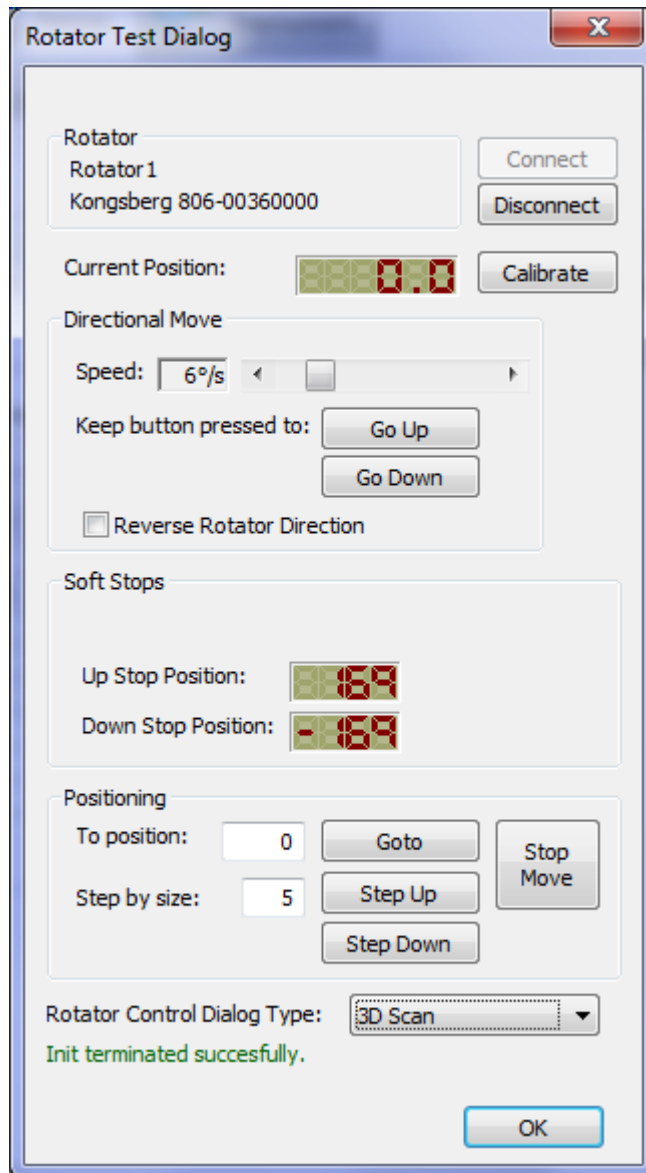 Rotator Test Dialog
Rotator
Rotator1
Connect
Kongsberg 806-00360000
Disconnect
Current Position:
0.0
Calibrate
Directional Move
Speed:
6°/s
Keep button pressed to:
Go Up
Go Down
Reverse Rotator Direction
Soft Stops
Up Stop Position:
169
Down Stop Position:
-169
Positioning
To position:
0
Goto
Stop
Move
Step by size:
5
Step Up
Step Down
Rotator Control Dialog Type:
3D Scan
Init terminated succesfully.
OK